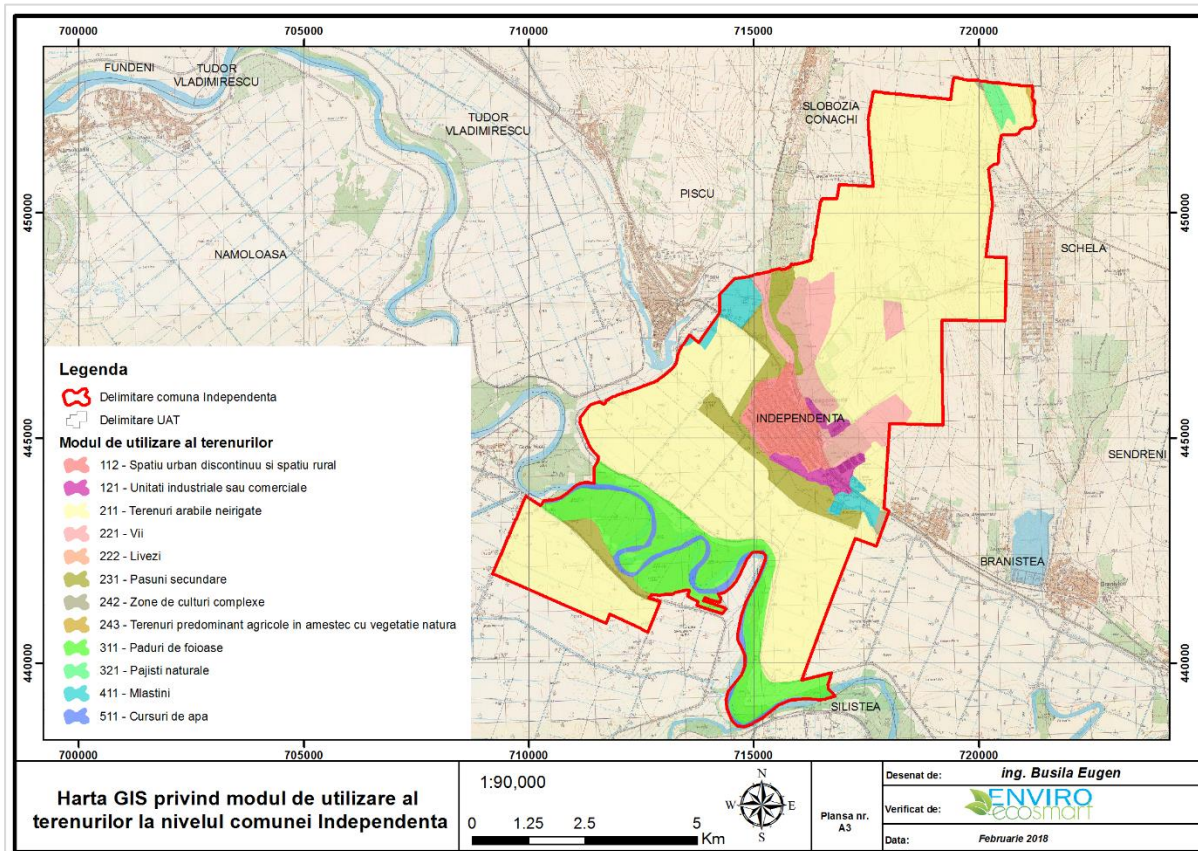 700000 705000 710000 715000 720000
FUNDENI
TUDOR
VLADIMIRESCU
TUDOR
VLADIMIRESCU
SLOBOZIA
CONACHI
PISCU
NAMOLOASA
SCHELA
INDEPENDENTA
SENDRENI
BRANISTEA
SILISTEA
450000
445000
440000
450000
445000
440000
Legenda
Delimitare comuna Independenta
Delimitare UAT
Modul de utilizare al terenurilor
112 - Spatiu urban discontinuu si spatiu rural
121 - Unitati industriale sau comerciale
211 - Terenuri arabile neirigate
221 - Vii
222 - Livezi
231 - Pasuni secundare
242 - Zone de culturi complexe
243 - Terenuri predominant agricole in amestec cu vegetatie natura
311 - Paduri de foioase
321 - Pajisti naturale
411 - Mlastini
511 - Cursuri de apa
700000 705000 710000 715000 720000
Harta GIS privind modul de utilizare al
terenurilor la nivelul comunei Independenta
1:90,000
0 1.25 2.5 5
Km
N
W E
S
Plansa nr.
A3
Desenat de: ing. Busila Eugen
Verificat de: ENVIRO
ecosmart
Data: Februarie 2018